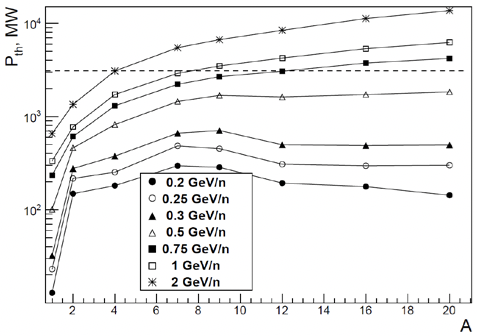 P_th, MW
10^4
10^3
10^2
0.2 GeV/n
0.25 GeV/n
0.3 GeV/n
0.5 GeV/n
0.75 GeV/n
1 GeV/n
2 GeV/n
2 4 6 8 10 12 14 16 18 20
A